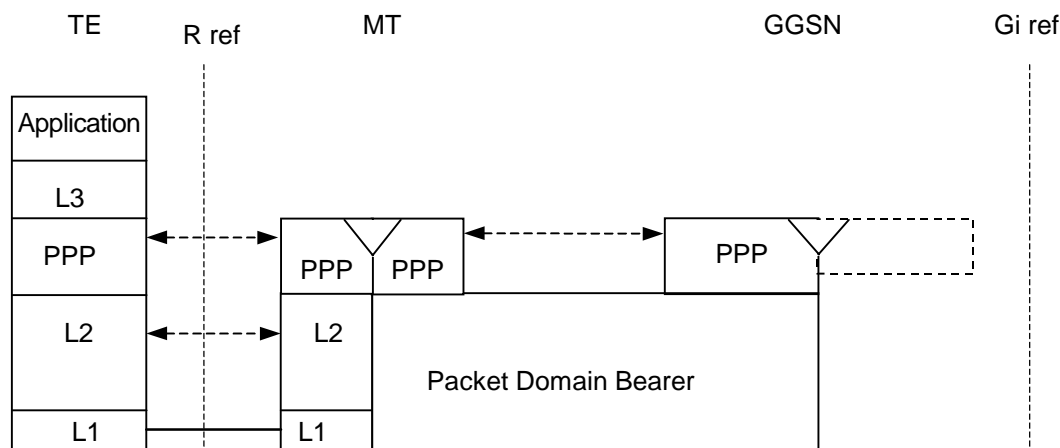 TE R ref MT GGSN Gi ref
Application
L3
PPP PPP PPP PPP
L2 L2
Packet Domain Bearer
L1 L1